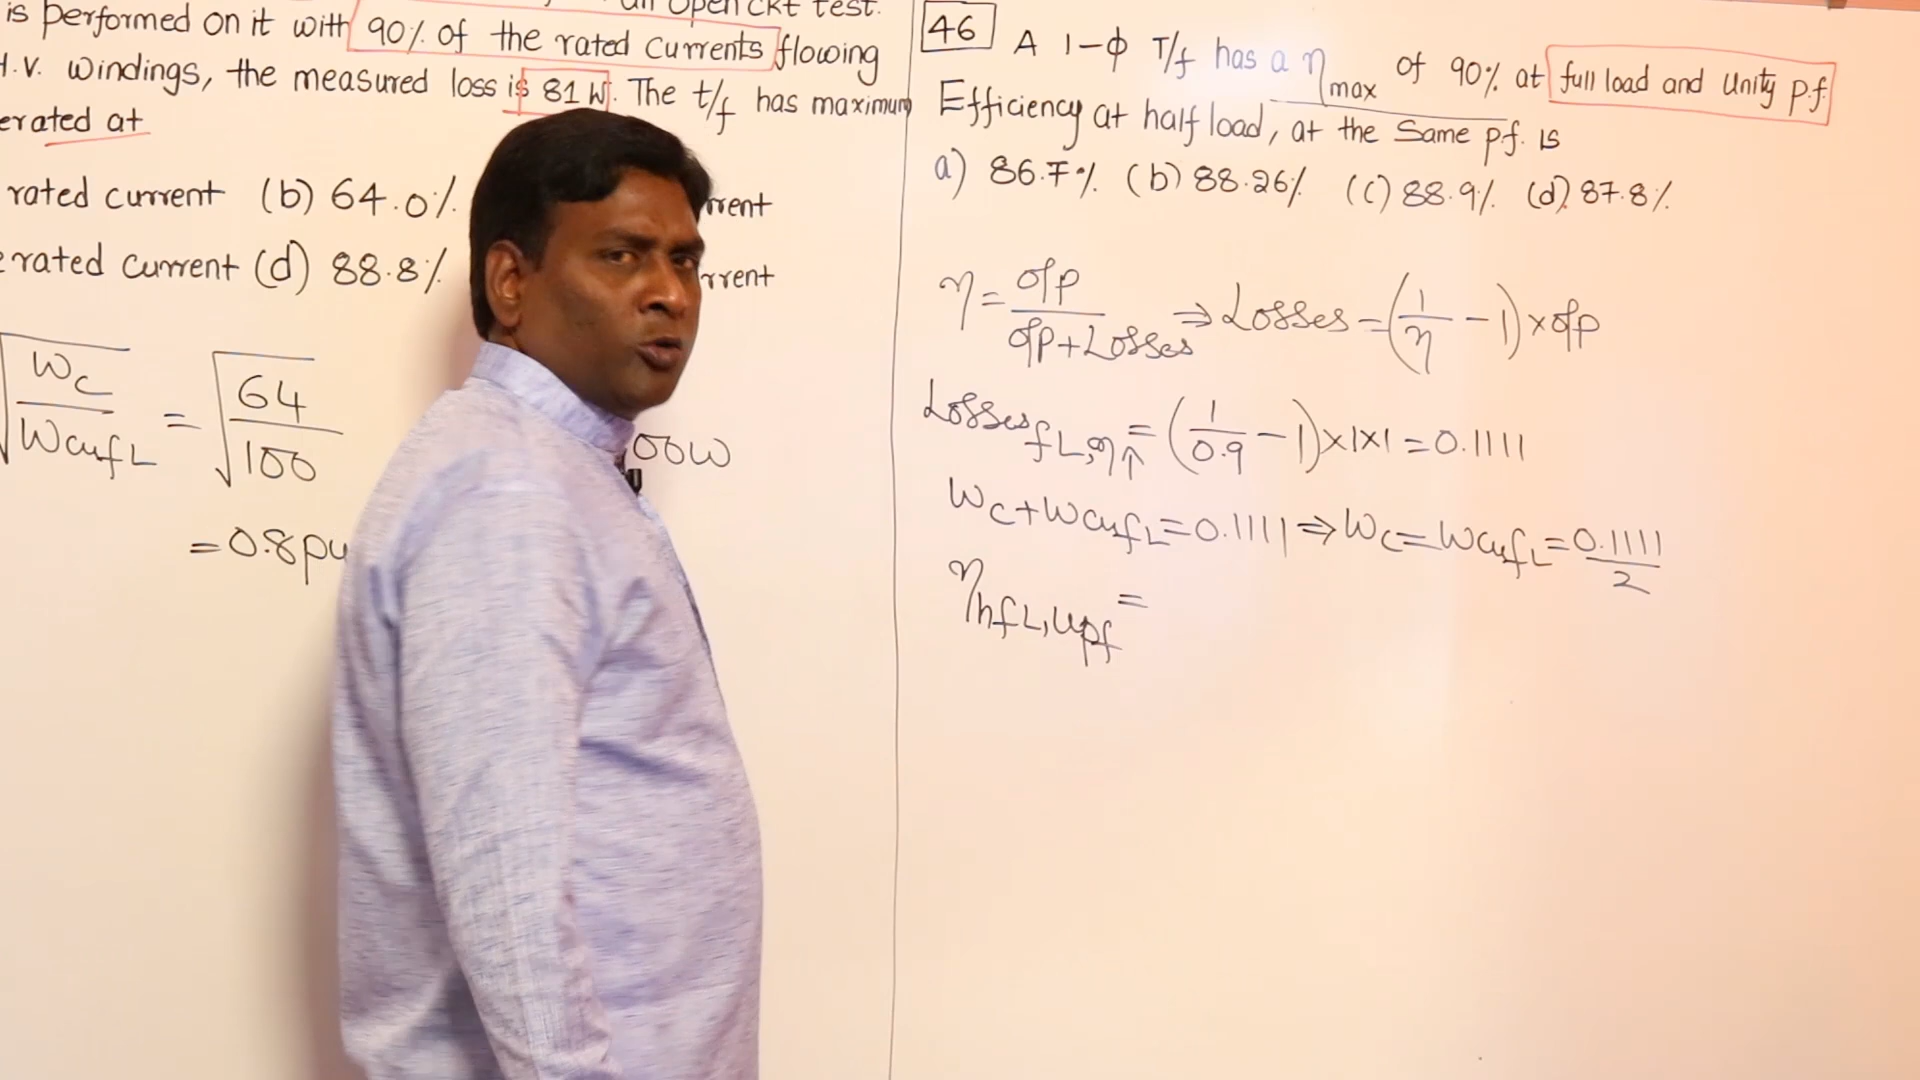 an open ckt test.
is performed on it with 90% of the rated currents flowing
H.V. windings, the measured loss is 81 W. The t/f has maximum
erated at
rated current (b) 64.0% rrent
rated current (d) 88.8% rrent
√Wc/WcufL = √64/100 00W
= 0.8pu
46 A 1-ϕ T/f has a ηmax of 90% at full load and Unity p.f.
Efficiency at half load, at the Same p.f. is
a) 86.7% (b) 88.26% (c) 88.9% (d) 87.8%
η = o/p / o/p+Losses ⇒ Losses = (1/η - 1) × o/p
LossesfL,η↑ = (1/0.9 - 1) × 1 × 1 = 0.1111
Wc + WcufL = 0.1111 ⇒ Wc = WcufL = 0.1111/2
ηhfL,upf =